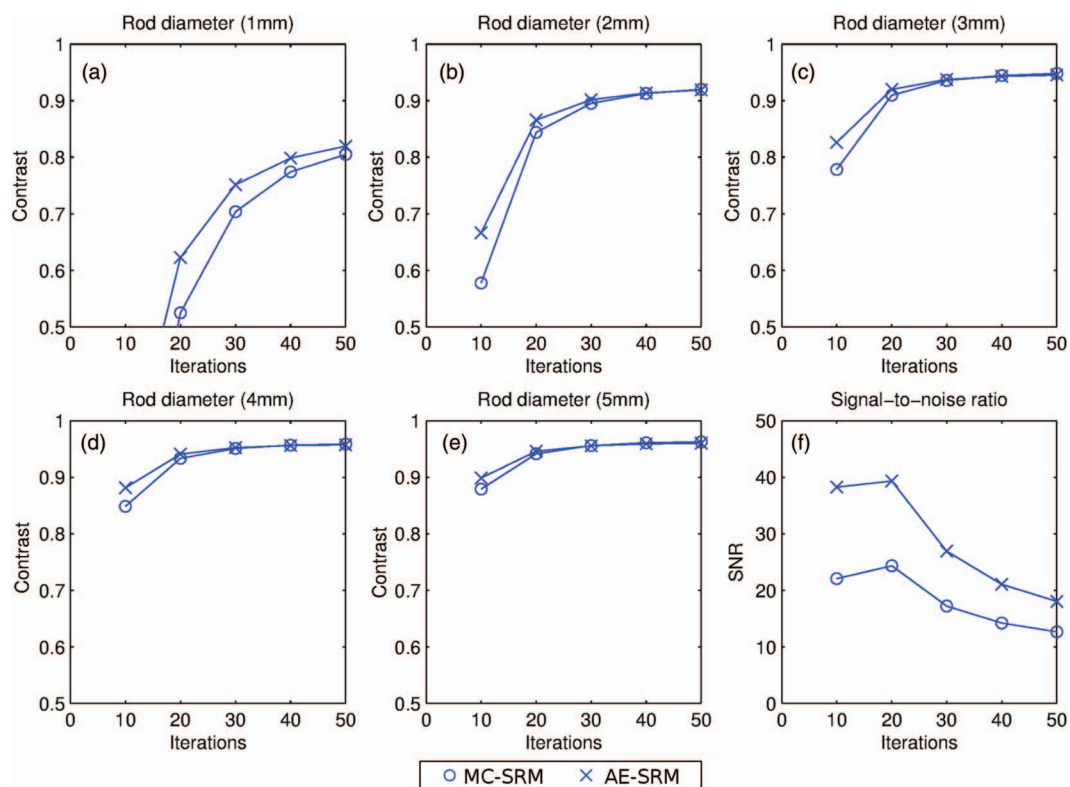 Rod diameter (1mm)
Rod diameter (2mm)
Rod diameter (3mm)
(a)
(b)
(c)
Contrast
1
0.9
0.8
0.7
0.6
0.5
0 10 20 30 40 50
Iterations
Contrast
1
0.9
0.8
0.7
0.6
0.5
0 10 20 30 40 50
Iterations
Contrast
1
0.9
0.8
0.7
0.6
0.5
0 10 20 30 40 50
Iterations
Rod diameter (4mm)
Rod diameter (5mm)
Signal-to-noise ratio
(d)
(e)
(f)
Contrast
1
0.9
0.8
0.7
0.6
0.5
0 10 20 30 40 50
Iterations
Contrast
1
0.9
0.8
0.7
0.6
0.5
0 10 20 30 40 50
Iterations
SNR
50
40
30
20
10
0
0 10 20 30 40 50
Iterations
MC-SRM AE-SRM